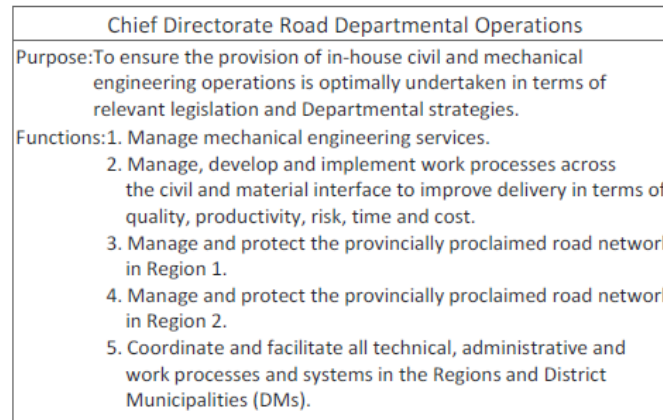 Chief Directorate Road Departmental Operations
Purpose:To ensure the provision of in-house civil and mechanical
engineering operations is optimally undertaken in terms of
relevant legislation and Departmental strategies.
Functions:1. Manage mechanical engineering services.
2. Manage, develop and implement work processes across
the civil and material interface to improve delivery in terms of
quality, productivity, risk, time and cost.
3. Manage and protect the provincially proclaimed road network
in Region 1.
4. Manage and protect the provincially proclaimed road network
in Region 2.
5. Coordinate and facilitate all technical, administrative and
work processes and systems in the Regions and District
Municipalities (DMs).